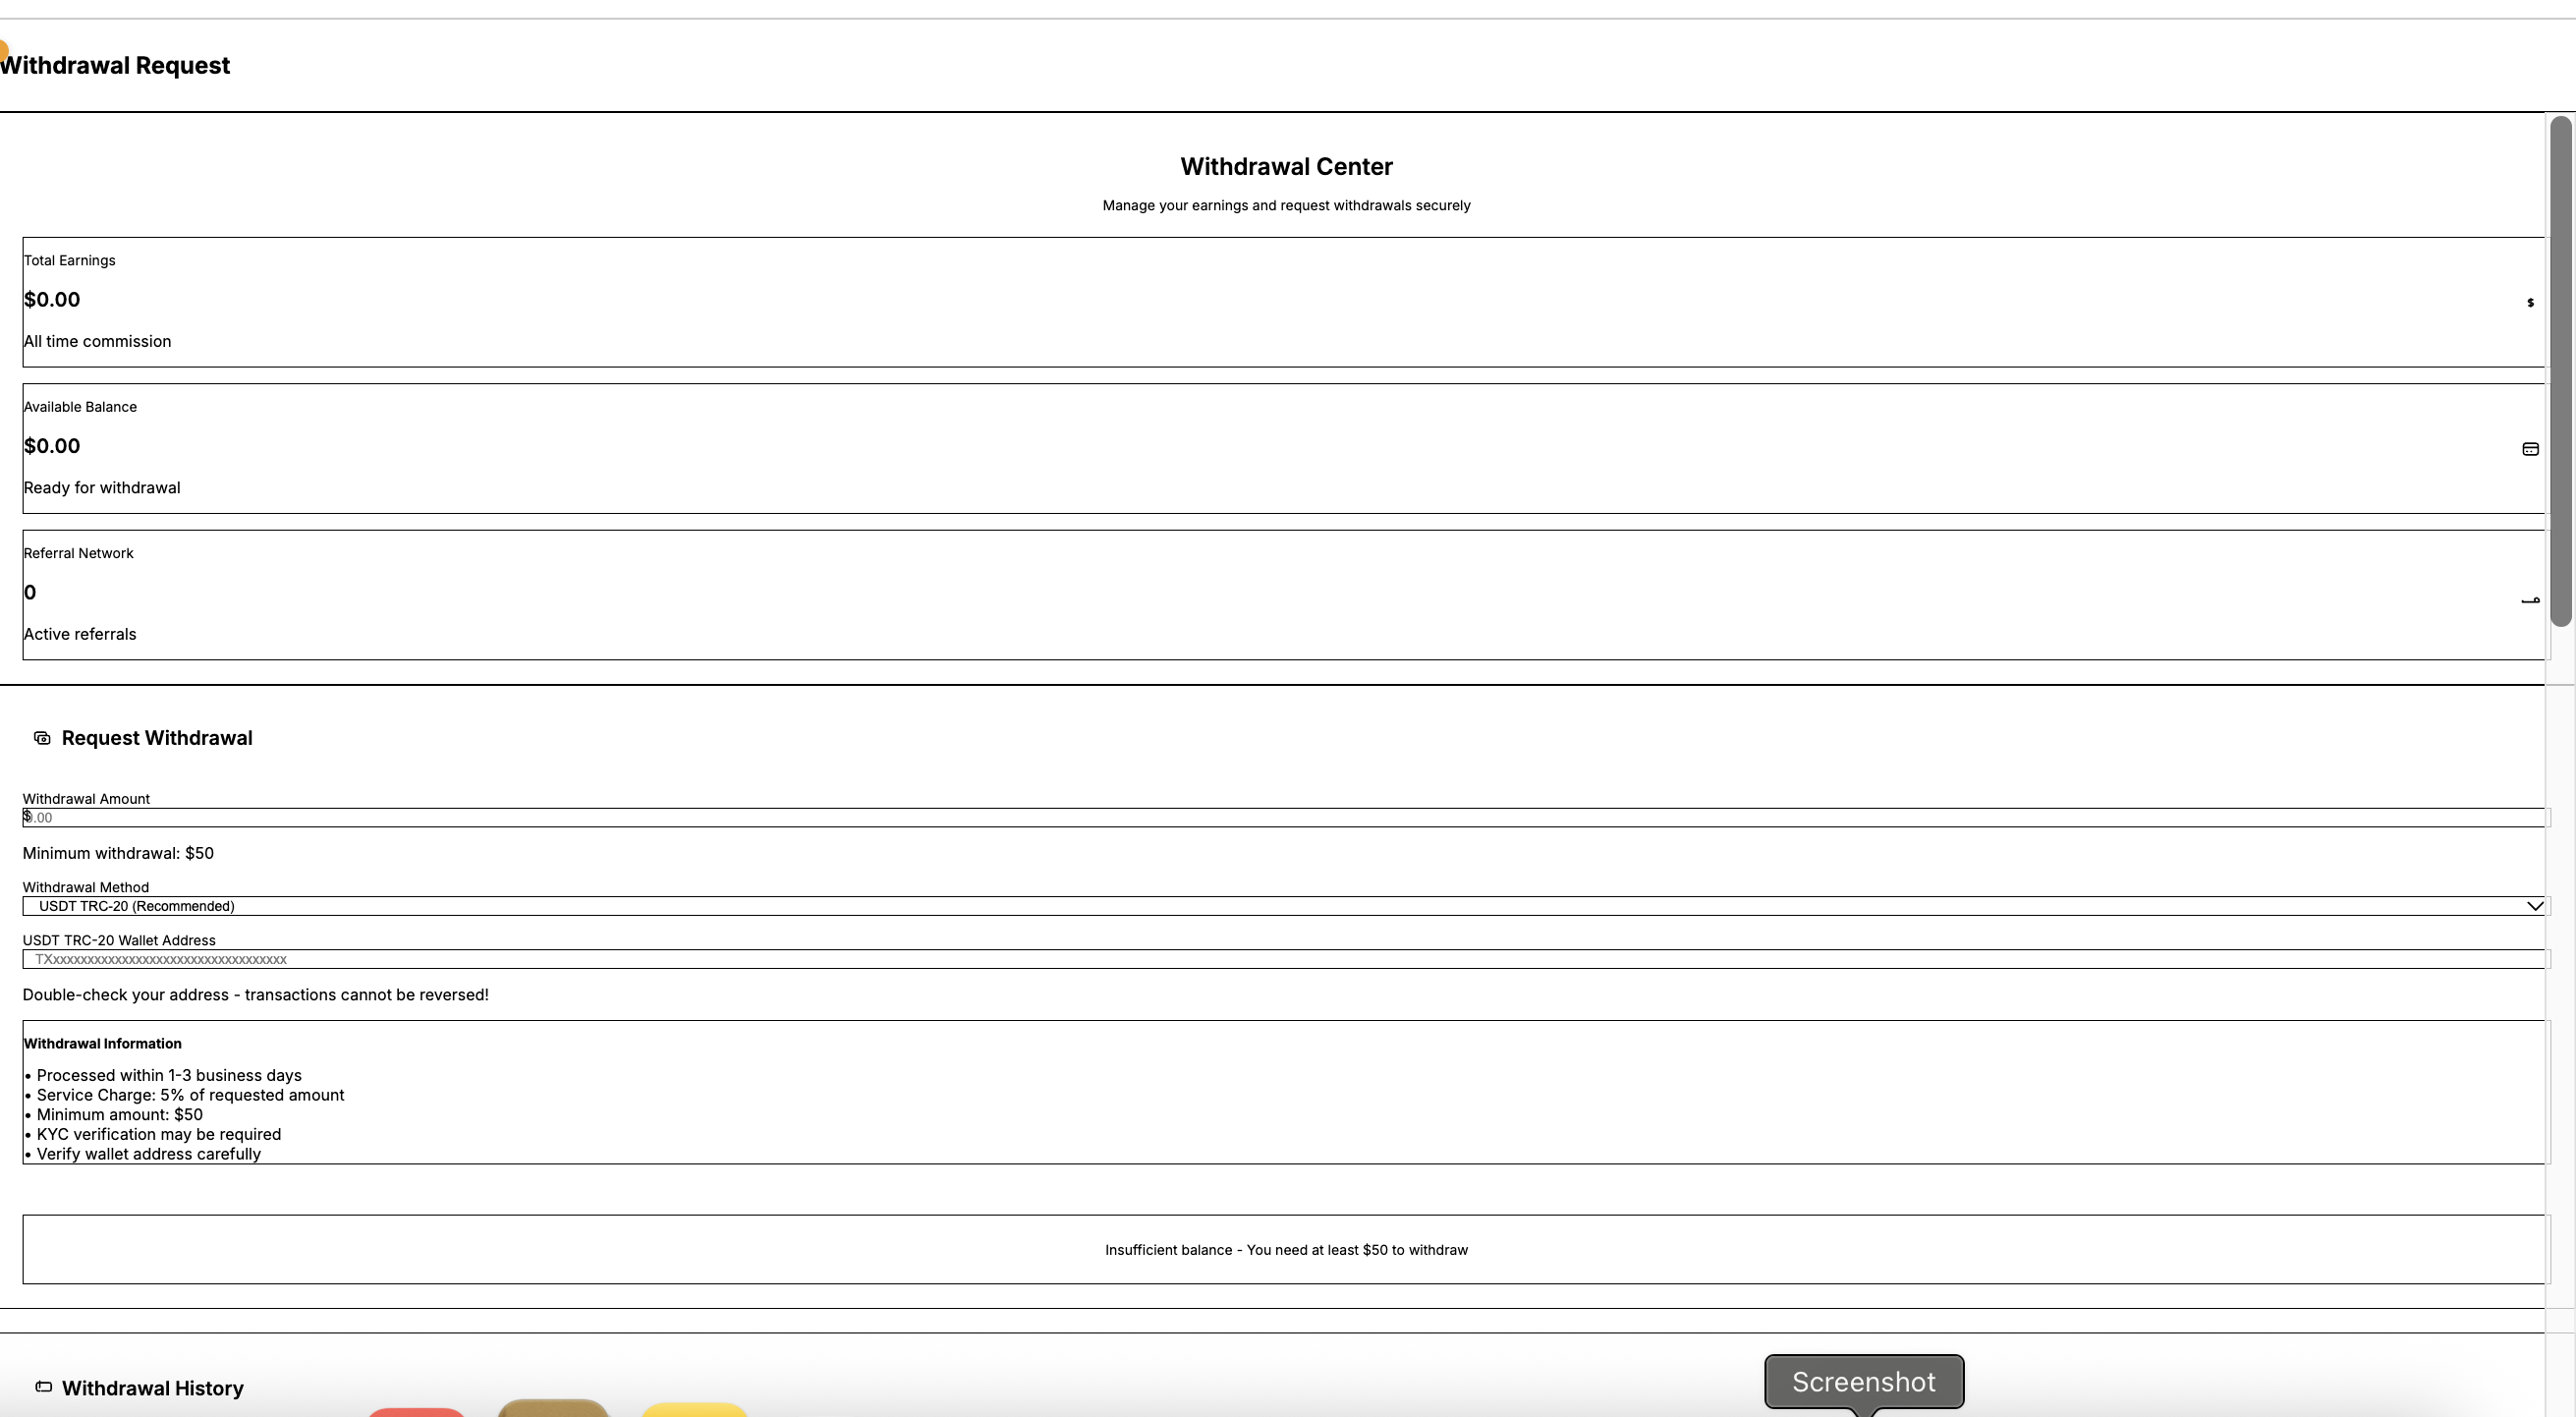 Withdrawal Request
Withdrawal Center
Manage your earnings and request withdrawals securely
Total Earnings
$0.00
$
All time commission
Available Balance
$0.00
Ready for withdrawal
Referral Network
0
Active referrals
Request Withdrawal
Withdrawal Amount
$0.00
Minimum withdrawal: $50
Withdrawal Method
USDT TRC-20 (Recommended)
USDT TRC-20 Wallet Address
TXxxxxxxxxxxxxxxxxxxxxxxxxxxxxxxxx
Double-check your address - transactions cannot be reversed!
Withdrawal Information
• Processed within 1-3 business days
• Service Charge: 5% of requested amount
• Minimum amount: $50
• KYC verification may be required
• Verify wallet address carefully
Insufficient balance - You need at least $50 to withdraw
Withdrawal History
Screenshot